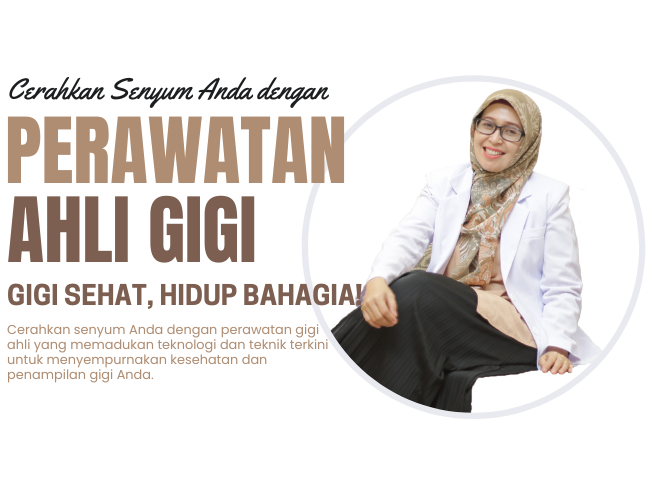 Cerahkan Senyum Anda dengan
PERAWATAN
AHLI GIGI
GIGI SEHAT, HIDUP BAHAGIA!
Cerahkan senyum Anda dengan perawatan gigi
ahli yang memadukan teknologi dan teknik terkini
untuk menyempurnakan kesehatan dan
penampilan gigi Anda.